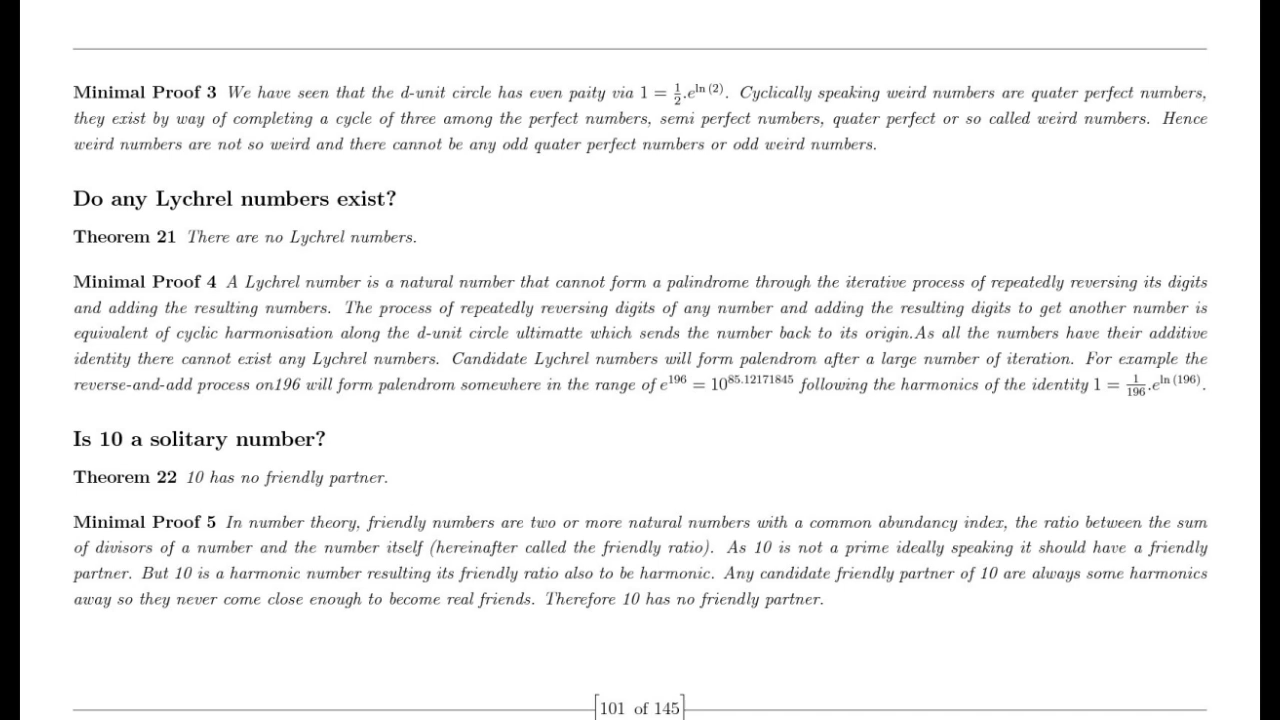 Minimal Proof 3 We have seen that the d-unit circle has even paity via 1 = 1/2.e^ln (2). Cyclically speaking weird numbers are quater perfect numbers,
they exist by way of completing a cycle of three among the perfect numbers, semi perfect numbers, quater perfect or so called weird numbers. Hence
weird numbers are not so weird and there cannot be any odd quater perfect numbers or odd weird numbers.
Do any Lychrel numbers exist?
Theorem 21 There are no Lychrel numbers.
Minimal Proof 4 A Lychrel number is a natural number that cannot form a palindrome through the iterative process of repeatedly reversing its digits
and adding the resulting numbers. The process of repeatedly reversing digits of any number and adding the resulting digits to get another number is
equivalent of cyclic harmonisation along the d-unit circle ultimatte which sends the number back to its origin.As all the numbers have their additive
identity there cannot exist any Lychrel numbers. Candidate Lychrel numbers will form palendrom after a large number of iteration. For example the
reverse-and-add process on196 will form palendrom somewhere in the range of e^196 = 10^85.12171845 following the harmonics of the identity 1 = 1/196.e^ln (196).
Is 10 a solitary number?
Theorem 22 10 has no friendly partner.
Minimal Proof 5 In number theory, friendly numbers are two or more natural numbers with a common abundancy index, the ratio between the sum
of divisors of a number and the number itself (hereinafter called the friendly ratio). As 10 is not a prime ideally speaking it should have a friendly
partner. But 10 is a harmonic number resulting its friendly ratio also to be harmonic. Any candidate friendly partner of 10 are always some harmonics
away so they never come close enough to become real friends. Therefore 10 has no friendly partner.
[101 of 145]